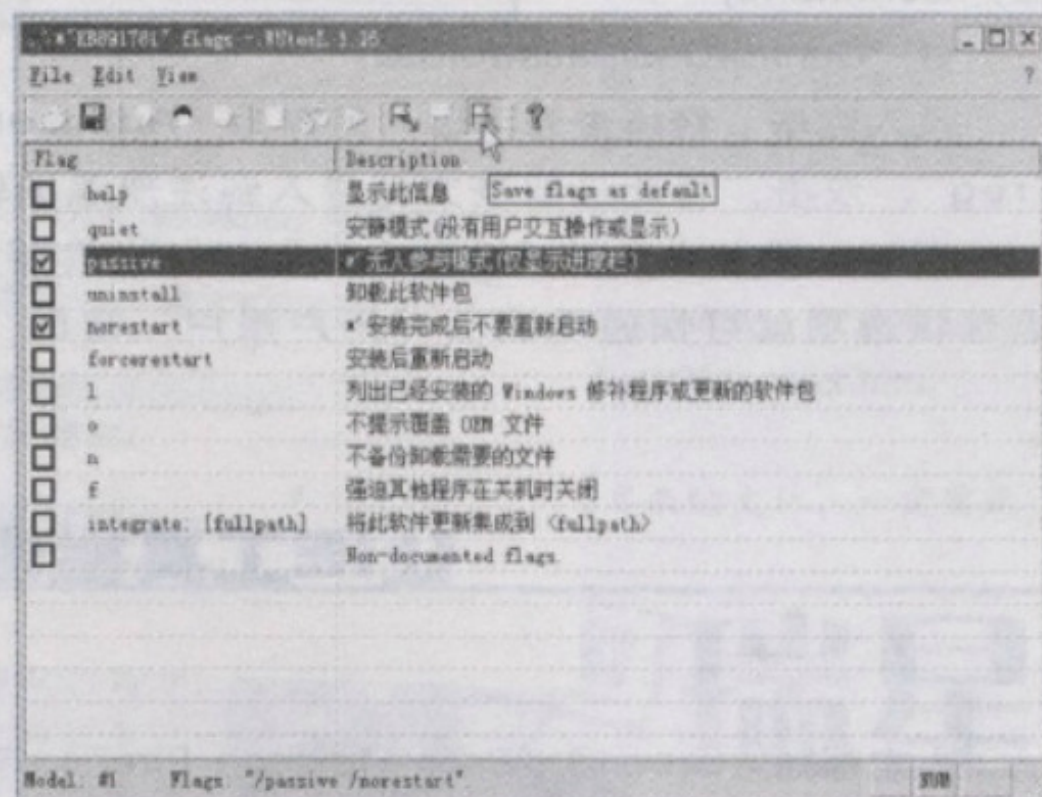 "KB891781" flags - WUinstL 1.26
File Edit View ?
Flag Description
Save flags as default
help 显示此信息
quiet 安静模式(没有用户交互操作或显示)
passive *´无人参与模式(仅显示进度栏)
uninstall 卸载此软件包
norestart *´安装完成后不要重新启动
forcerestart 安装后重新启动
l 列出已经安装的 Windows 修补程序或更新的软件包
o 不提示覆盖 OEM 文件
n 不备份卸载需要的文件
f 强迫其他程序在关机时关闭
integrate: [fullpath] 将此软件更新集成到 〈fullpath〉
Non-documented flags.
Model: #1 Flags: "/passive /norestart" NUM